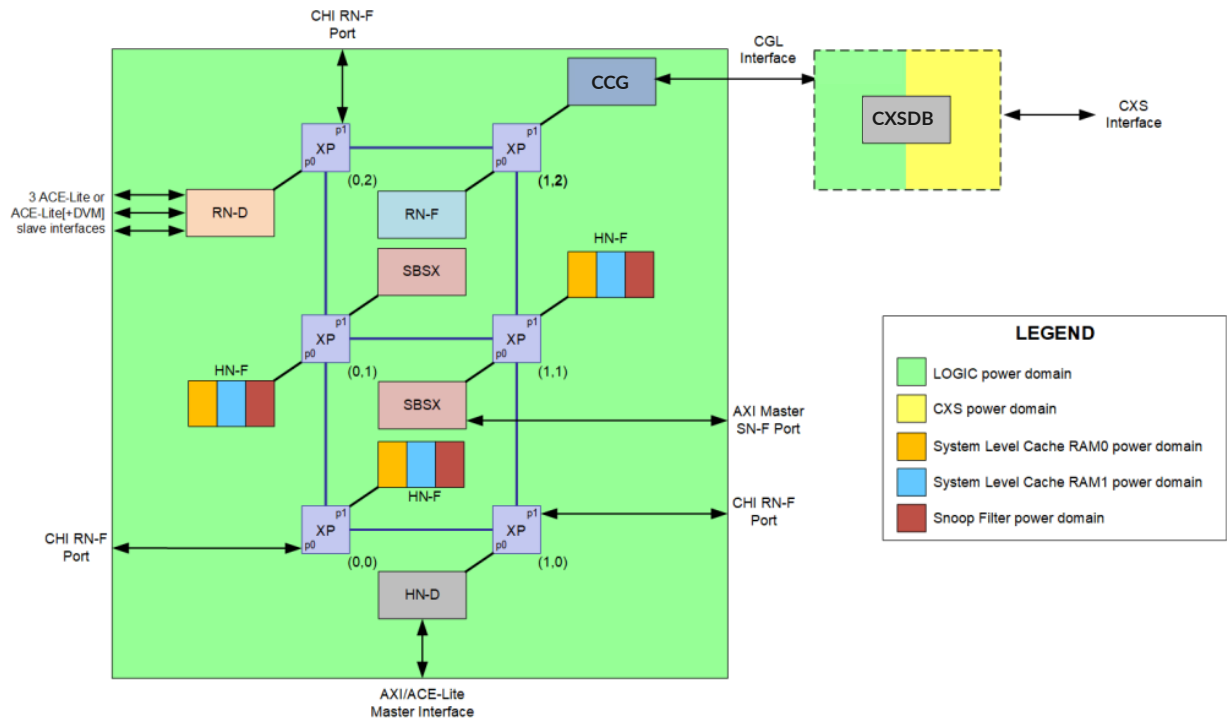 CHI RN-F
Port
CGL
Interface
CCG
CXSDB
CXS
Interface
p1
XP
p0
(0,2)
p1
XP
p0
(1,2)
3 ACE-Lite or
ACE-Lite[+DVM]
slave interfaces
RN-D
RN-F
HN-F
SBSX
p1
XP
p0
(0,1)
p1
XP
p0
(1,1)
HN-F
SBSX
AXI Master
SN-F Port
HN-F
p1
XP
p0
(0,0)
p1
XP
p0
(1,0)
CHI RN-F
Port
CHI RN-F
Port
HN-D
AXI/ACE-Lite
Master Interface
LEGEND
LOGIC power domain
CXS power domain
System Level Cache RAM0 power domain
System Level Cache RAM1 power domain
Snoop Filter power domain